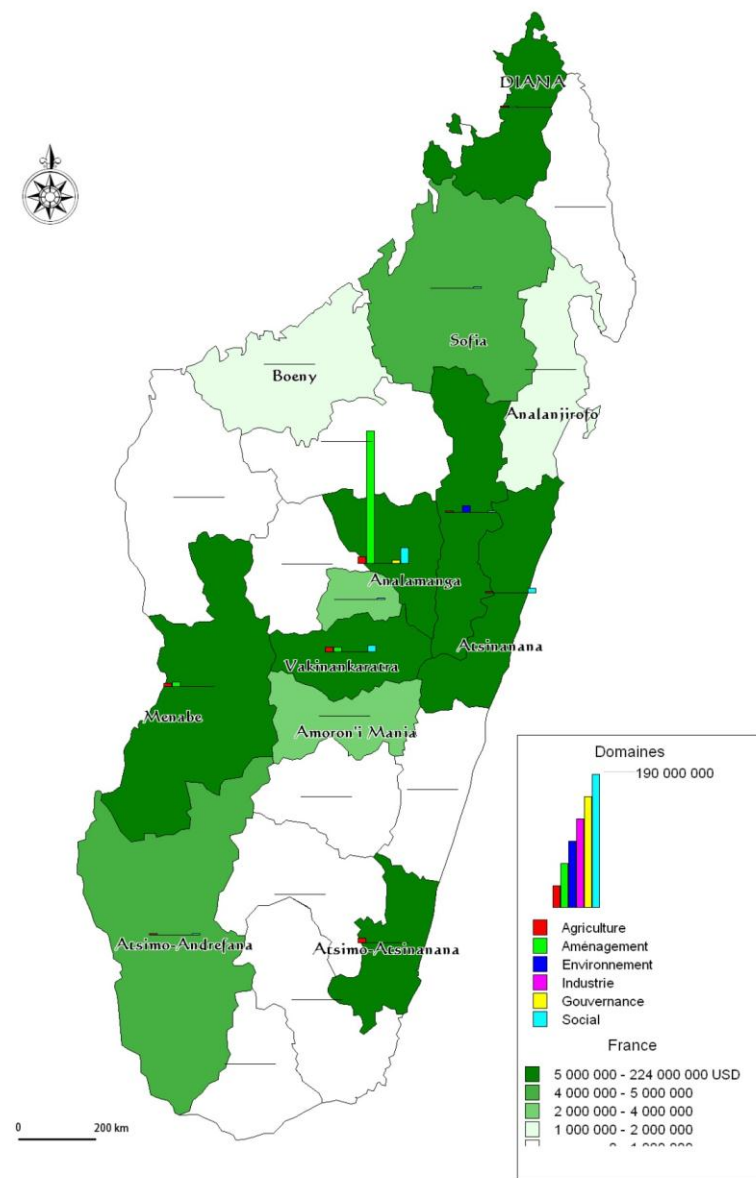 DIANA
Sofia
Boeny
Analanjirofo
Analamanga
Atsinanana
Vakinankaratra
Menabe
Amoron'i Mania
Atsimo-Andrefana
Atsimo-Atsinanana
0 200 km
Domaines
190 000 000
Agriculture
Aménagement
Environnement
Industrie
Gouvernance
Social
France
5 000 000 - 224 000 000 USD
4 000 000 - 5 000 000
2 000 000 - 4 000 000
1 000 000 - 2 000 000